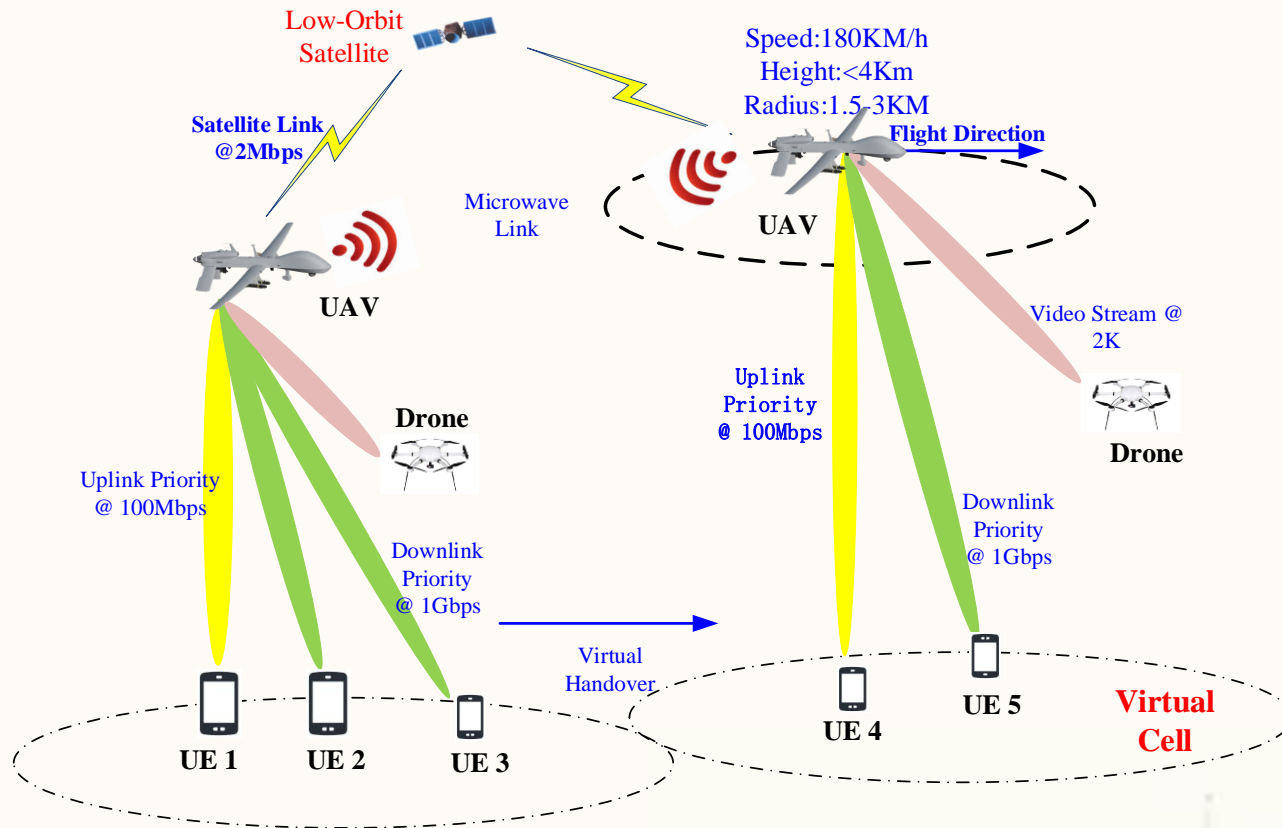 Low-Orbit
Satellite
Speed:180KM/h
Height:<4Km
Radius:1.5-3KM
Satellite Link
@2Mbps
Flight Direction
Microwave
Link
UAV
UAV
Video Stream @
2K
Uplink
Priority
@ 100Mbps
Drone
Drone
Uplink Priority
@ 100Mbps
Downlink
Priority
@ 1Gbps
Downlink
Priority
@ 1Gbps
Virtual
Handover
UE 1
UE 2
UE 3
UE 4
UE 5
Virtual
Cell